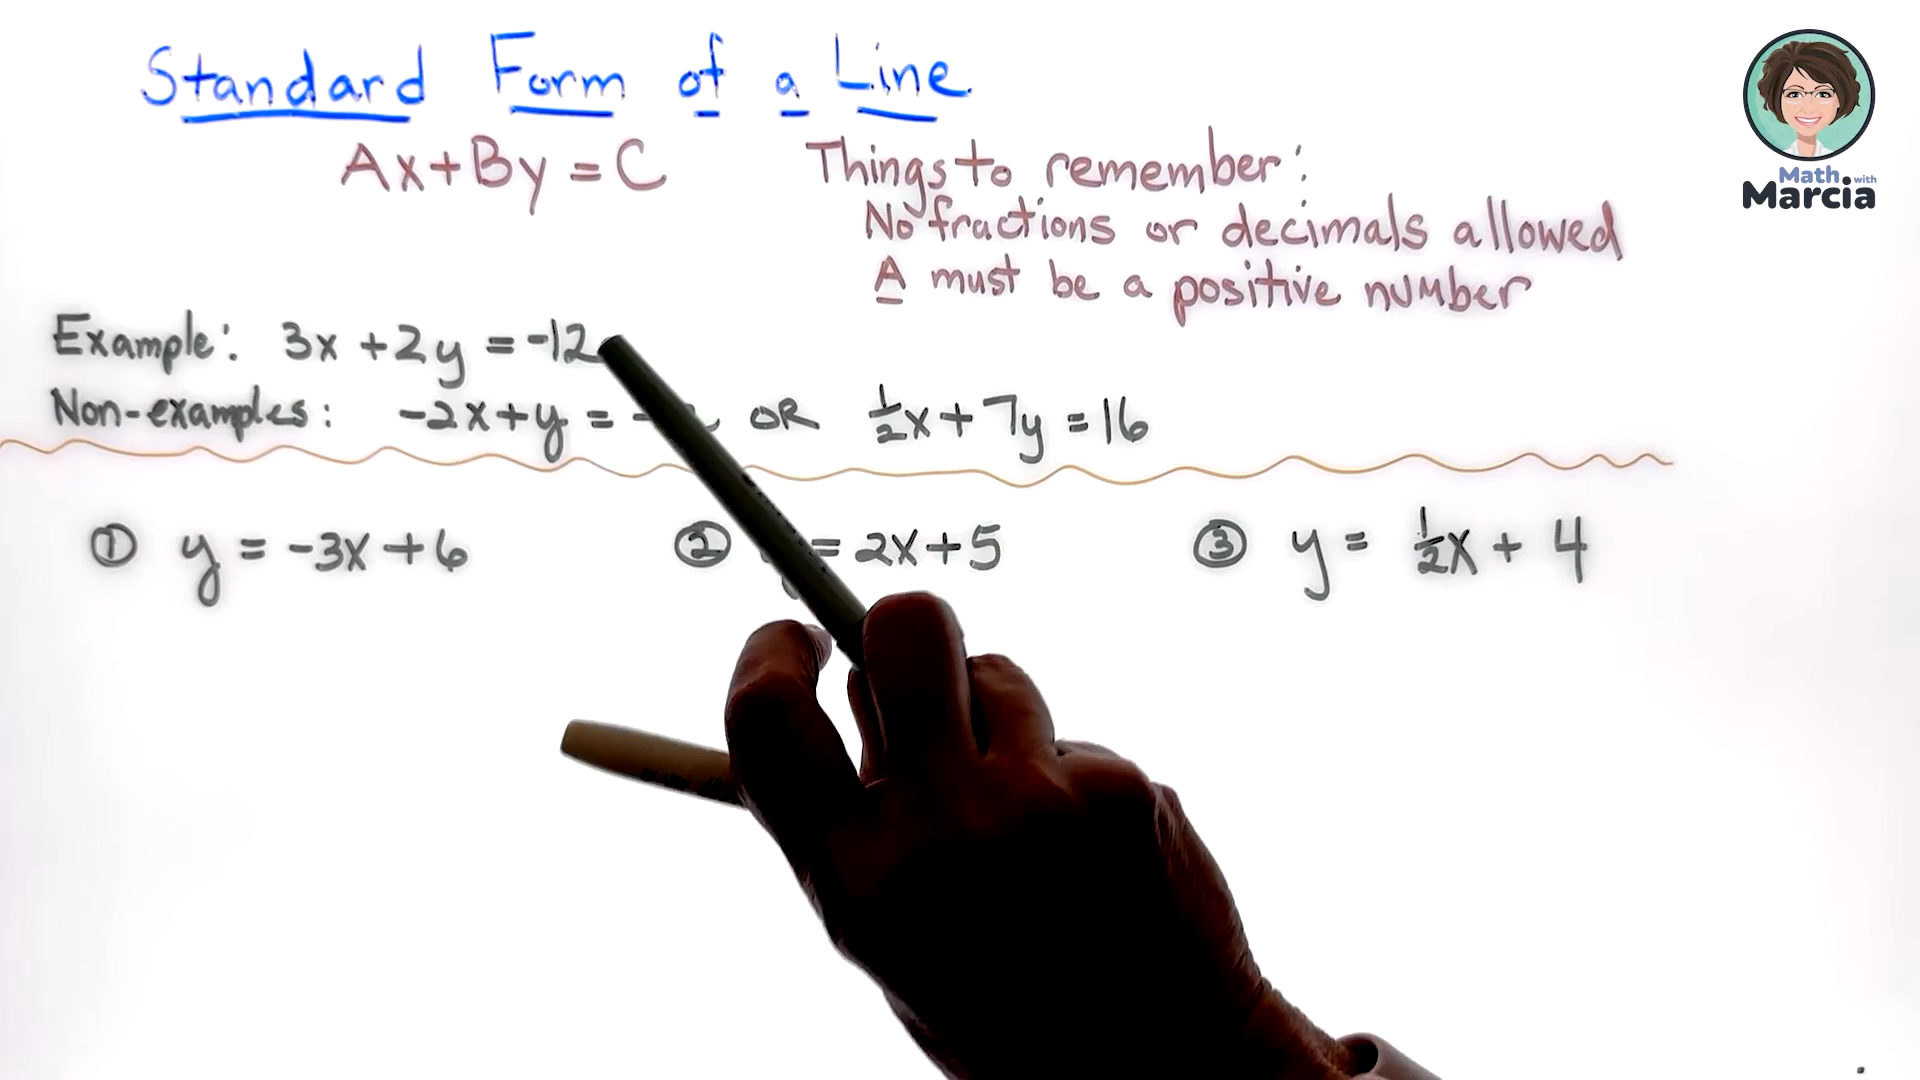 Standard Form of a Line
Ax+By=C
Things to remember:
No fractions or decimals allowed
A must be a positive number
Math with
Marcia
Example: 3x+2y=-12
Non-examples: -2x+y= OR ½x+7y=16
① y=-3x+6
② =2x+5
③ y=½x+4